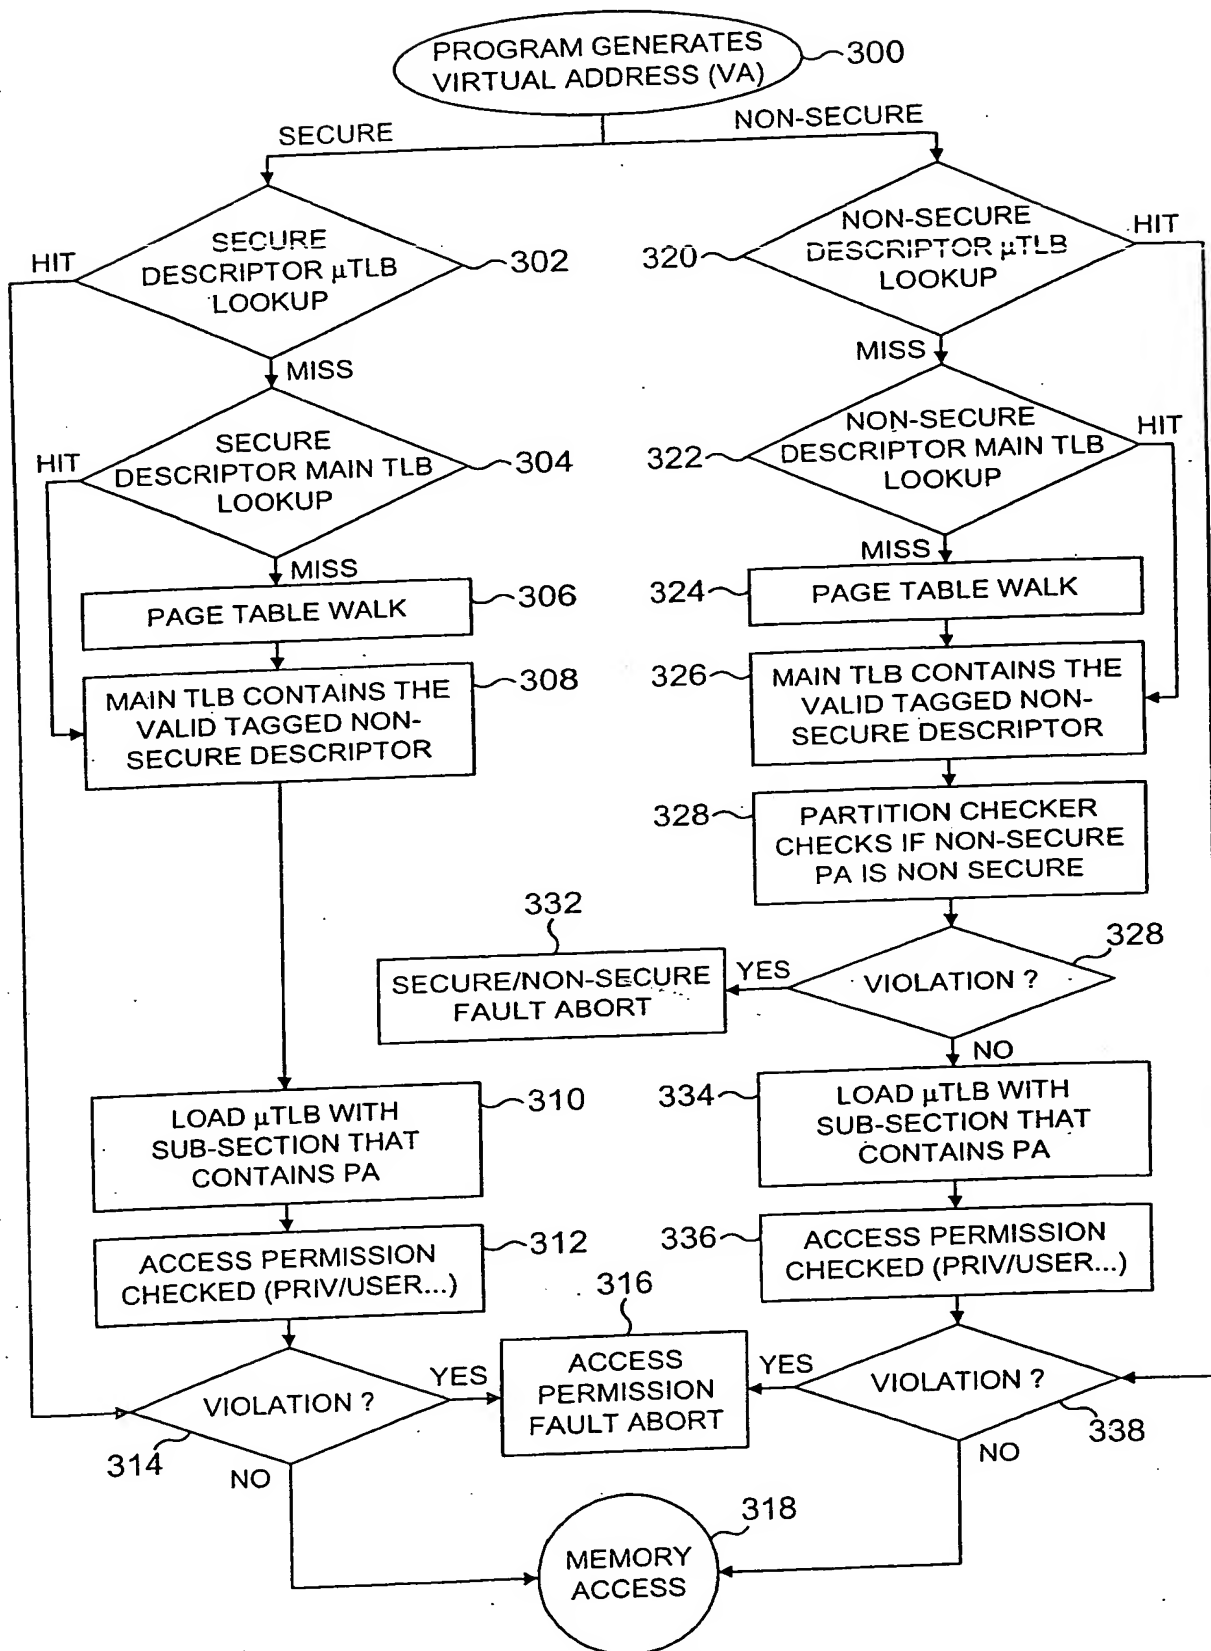 PROGRAM GENERATES
VIRTUAL ADDRESS (VA)
300
SECURE
NON-SECURE
HIT
SECURE
DESCRIPTOR µTLB
LOOKUP
302
320
NON-SECURE
DESCRIPTOR µTLB
LOOKUP
HIT
MISS
MISS
HIT
SECURE
DESCRIPTOR MAIN TLB
LOOKUP
304
322
NON-SECURE
DESCRIPTOR MAIN TLB
LOOKUP
HIT
MISS
MISS
PAGE TABLE WALK
306
324
PAGE TABLE WALK
MAIN TLB CONTAINS THE
VALID TAGGED NON-
SECURE DESCRIPTOR
308
326
MAIN TLB CONTAINS THE
VALID TAGGED NON-
SECURE DESCRIPTOR
328
PARTITION CHECKER
CHECKS IF NON-SECURE
PA IS NON SECURE
332
SECURE/NON-SECURE
FAULT ABORT
YES
VIOLATION ?
328
NO
LOAD µTLB WITH
SUB-SECTION THAT
CONTAINS PA
310
334
LOAD µTLB WITH
SUB-SECTION THAT
CONTAINS PA
ACCESS PERMISSION
CHECKED (PRIV/USER...)
312
336
ACCESS PERMISSION
CHECKED (PRIV/USER...)
316
VIOLATION ?
YES
ACCESS
PERMISSION
FAULT ABORT
YES
VIOLATION ?
314
338
NO
NO
318
MEMORY
ACCESS